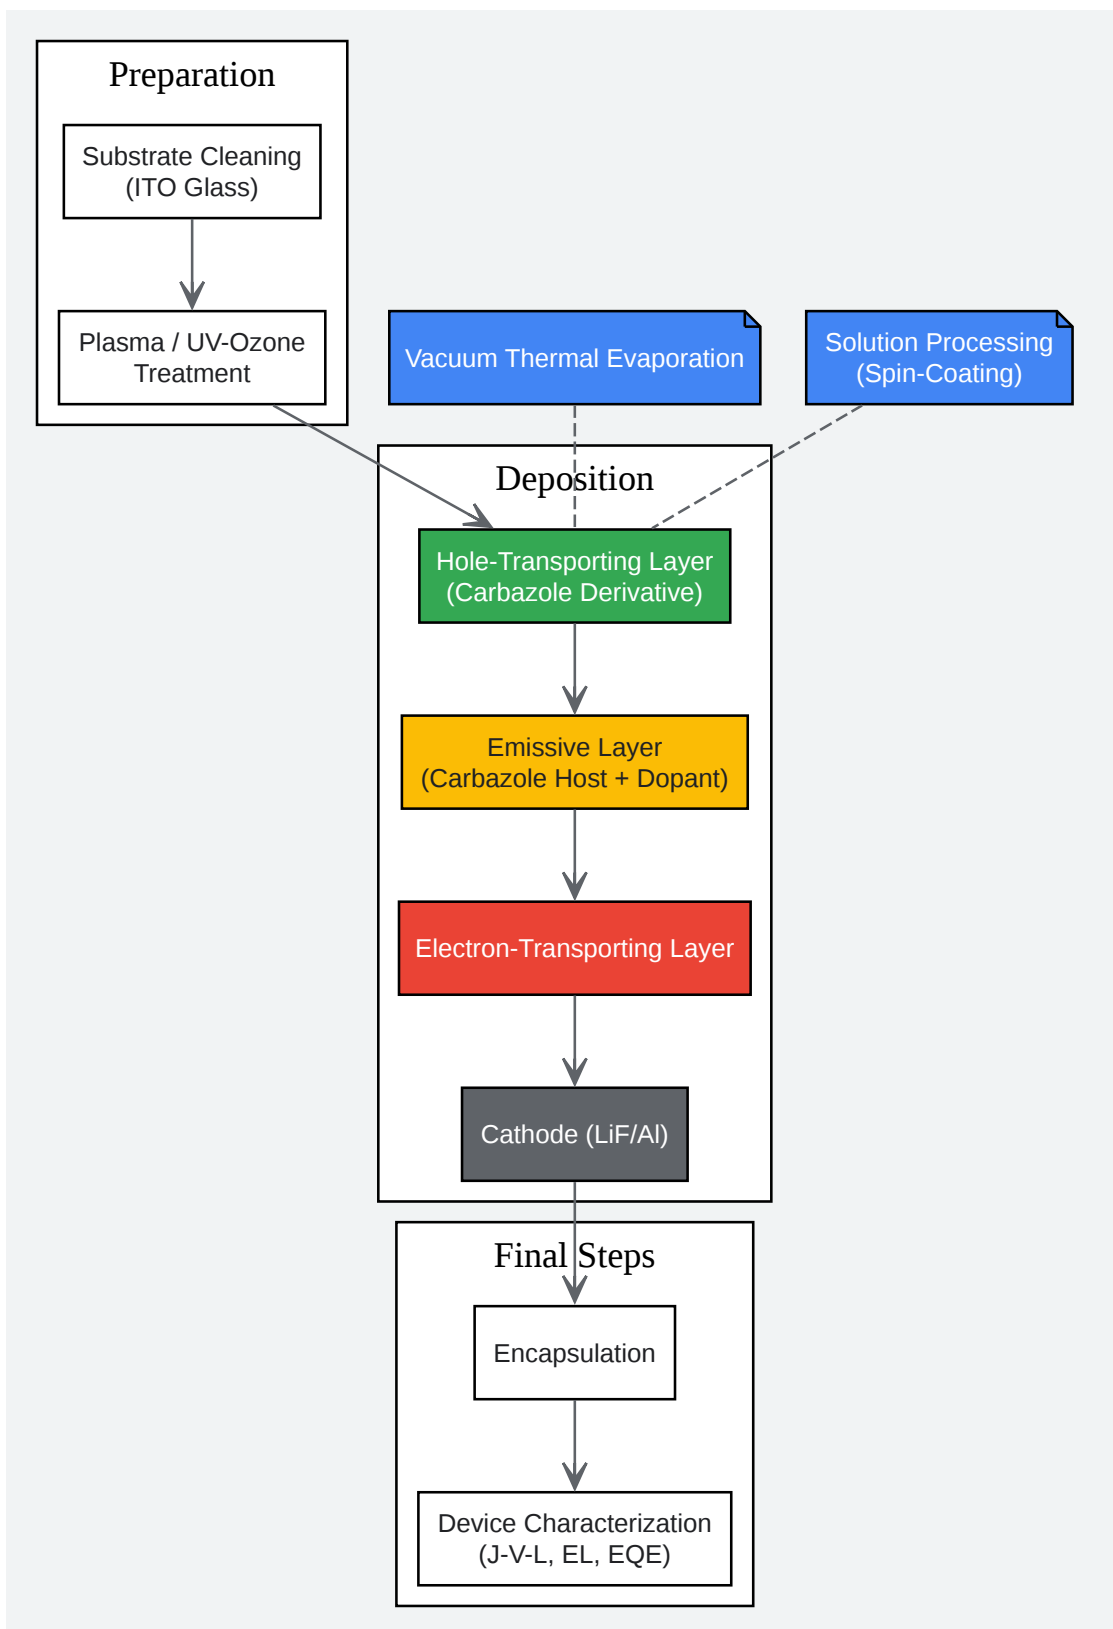 Preparation
Substrate Cleaning
(ITO Glass)
Plasma / UV-Ozone
Treatment
Vacuum Thermal Evaporation
Solution Processing
(Spin-Coating)
Deposition
Hole-Transporting Layer
(Carbazole Derivative)
Emissive Layer
(Carbazole Host + Dopant)
Electron-Transporting Layer
Cathode (LiF/Al)
Final Steps
Encapsulation
Device Characterization
(J-V-L, EL, EQE)